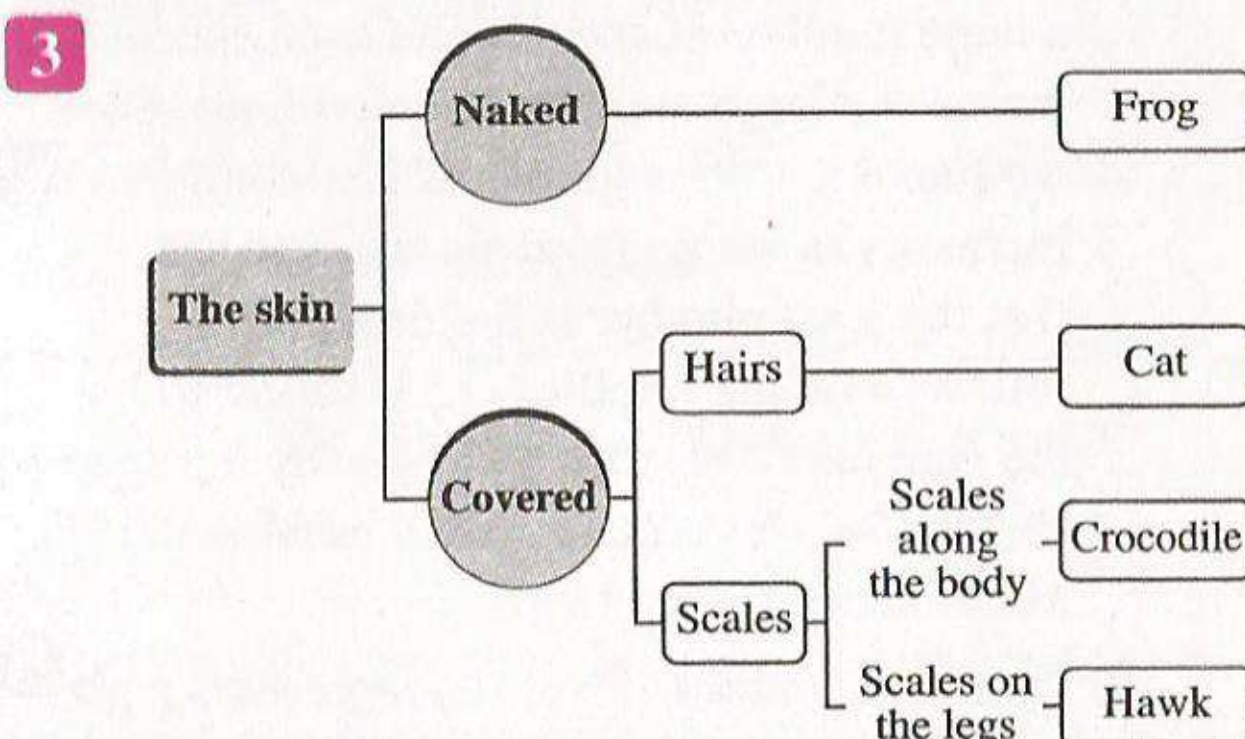 3
Naked
Frog
The skin
Hairs
Cat
Covered
Scales
along
the body
Crocodile
Scales
Scales on
the legs
Hawk